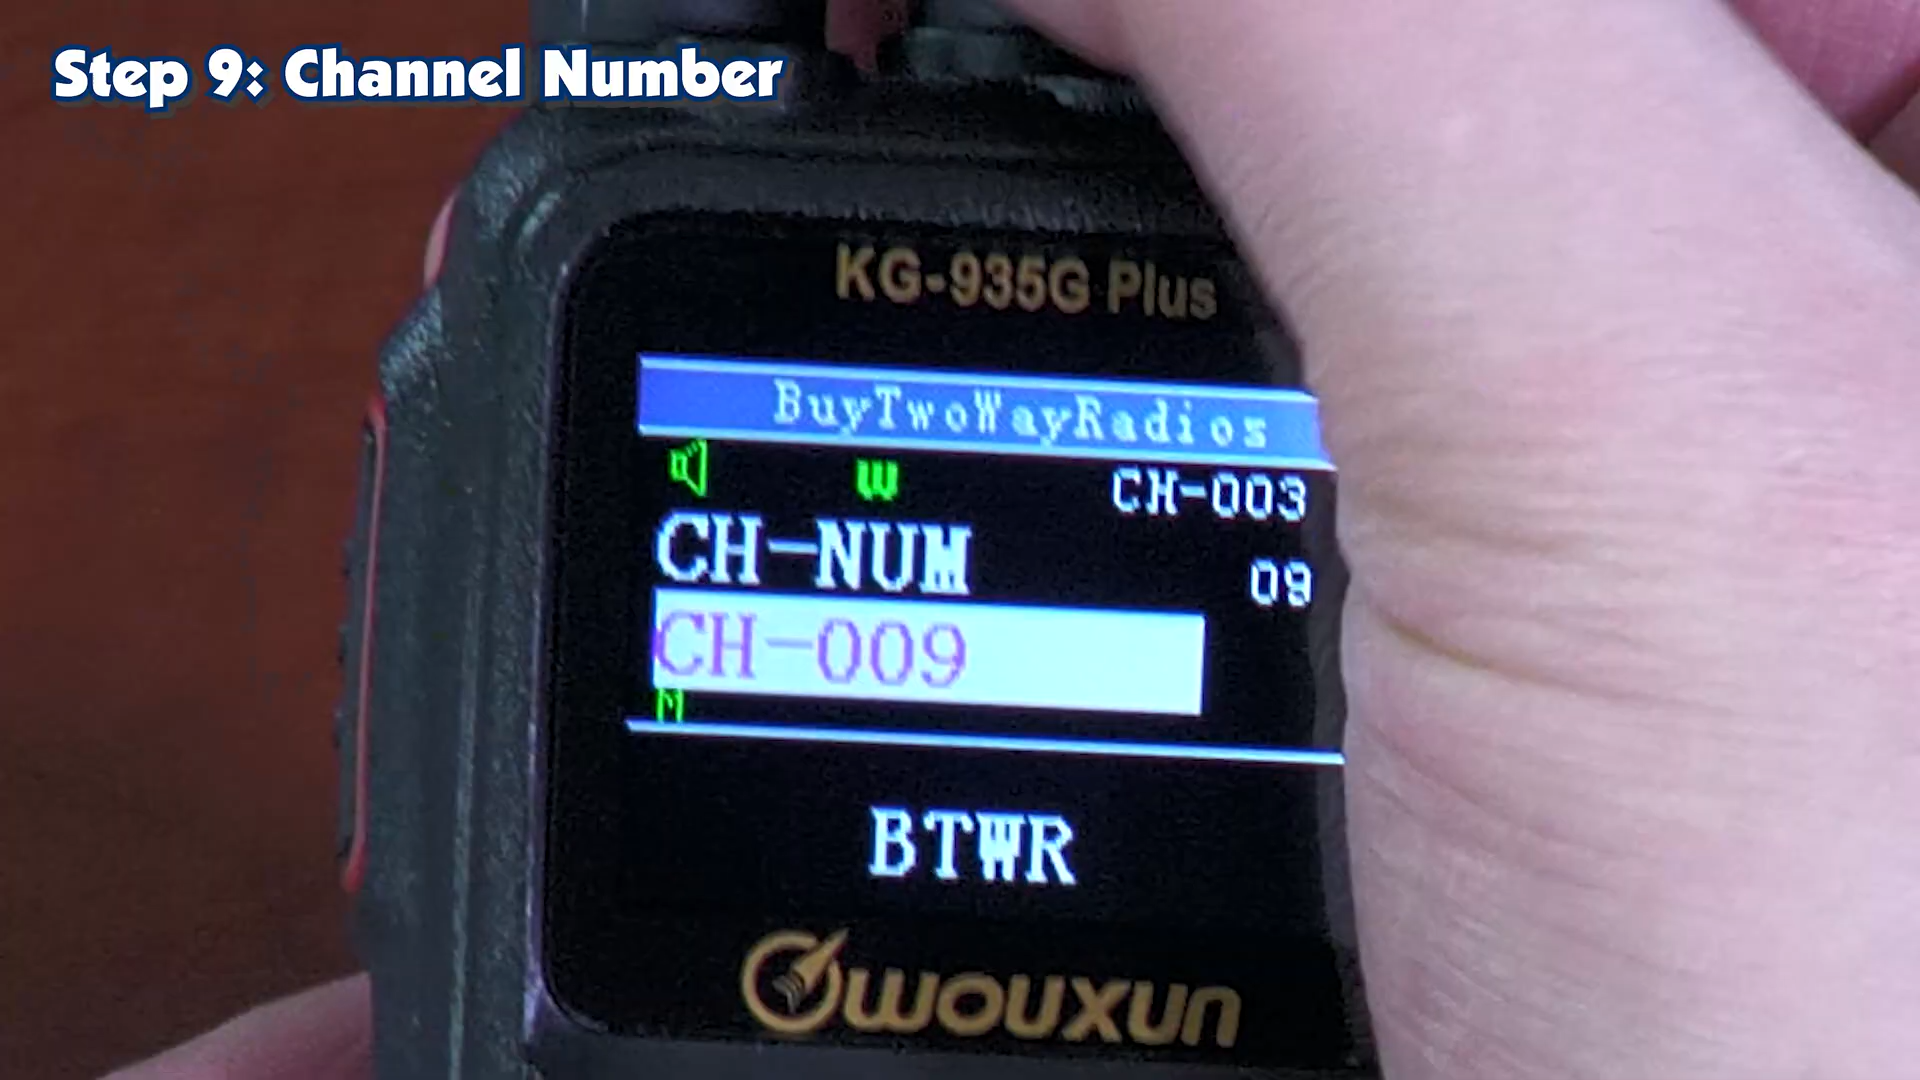 Step 9: Channel Number
KG-935G Plus
BuyTwoWayRadios
W CH-003
CH-NUM 09
CH-009
M
BTWR
wouxun